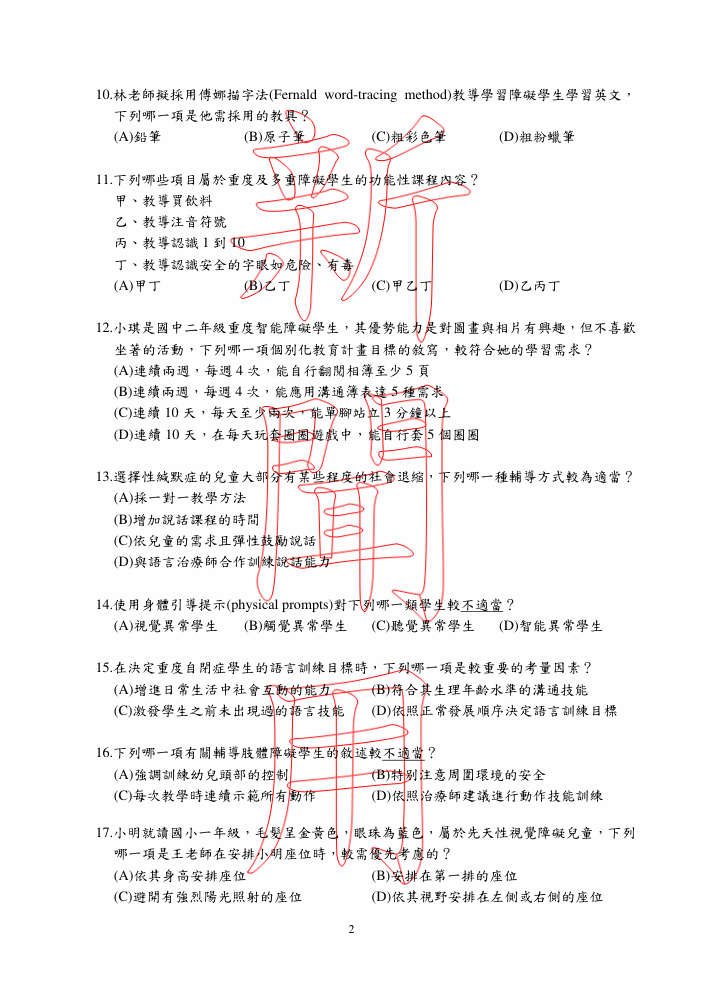 10.林老師擬採用傅娜描字法(Fernald word-tracing method)教導學習障礙學生學習英文，
下列哪一項是他需採用的教具？
(A)鉛筆 (B)原子筆 (C)粗彩色筆 (D)粗粉蠟筆
11.下列哪些項目屬於重度及多重障礙學生的功能性課程內容？
甲、教導買飲料
乙、教導注音符號
丙、教導認識 1 到 10
丁、教導認識安全的字眼如危險、有毒
(A)甲丁 (B)乙丁 (C)甲乙丁 (D)乙丙丁
12.小琪是國中二年級重度智能障礙學生，其優勢能力是對圖畫與相片有興趣，但不喜歡
坐著的活動，下列哪一項個別化教育計畫目標的敘寫，較符合她的學習需求？
(A)連續兩週，每週 4 次，能自行翻閱相簿至少 5 頁
(B)連續兩週，每週 4 次，能應用溝通簿表達 5 種需求
(C)連續 10 天，每天至少兩次，能單腳站立 3 分鐘以上
(D)連續 10 天，在每天玩套圈圈遊戲中，能自行套 5 個圈圈
13.選擇性緘默症的兒童大部分有某些程度的社會退縮，下列哪一種輔導方式較為適當？
(A)採一對一教學方法
(B)增加說話課程的時間
(C)依兒童的需求且彈性鼓勵說話
(D)與語言治療師合作訓練說話能力
14.使用身體引導提示(physical prompts)對下列哪一類學生較不適當？
(A)視覺異常學生 (B)觸覺異常學生 (C)聽覺異常學生 (D)智能異常學生
15.在決定重度自閉症學生的語言訓練目標時，下列哪一項是較重要的考量因素？
(A)增進日常生活中社會互動的能力 (B)符合其生理年齡水準的溝通技能
(C)激發學生之前未出現過的語言技能 (D)依照正常發展順序決定語言訓練目標
16.下列哪一項有關輔導肢體障礙學生的敘述較不適當？
(A)強調訓練幼兒頭部的控制 (B)特別注意周圍環境的安全
(C)每次教學時連續示範所有動作 (D)依照治療師建議進行動作技能訓練
17.小明就讀國小一年級，毛髮呈金黃色，眼珠為藍色，屬於先天性視覺障礙兒童，下列
哪一項是王老師在安排小明座位時，較需優先考慮的？
(A)依其身高安排座位 (B)安排在第一排的座位
(C)避開有強烈陽光照射的座位 (D)依其視野安排在左側或右側的座位
2
新聞用